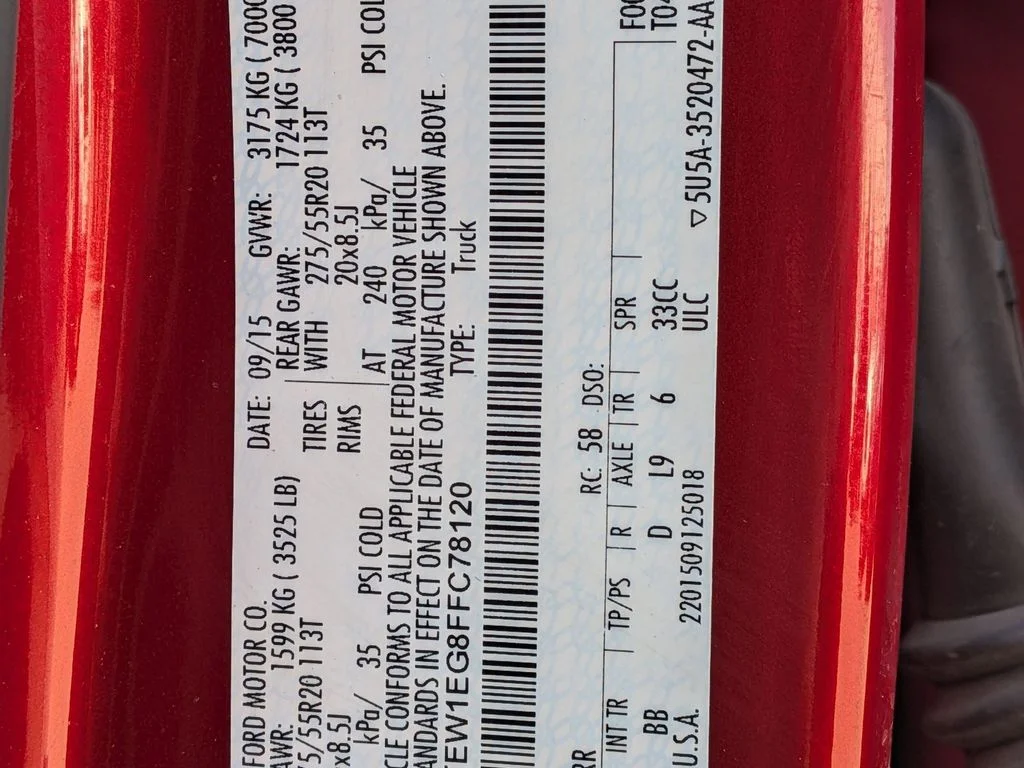 FORD MOTOR CO. DATE: 09/15 GVWR: 3175 KG ( 7000
AWR: 1599 KG ( 3525 LB) REAR GAWR: 1724 KG ( 3800
75/55R20 113T TIRES WITH 275/55R20 113T
x8.5J RIMS 20x8.5J
kPa/ 35 PSI COLD AT 240 kPa/ 35 PSI COL
CLE CONFORMS TO ALL APPLICABLE FEDERAL MOTOR VEHICLE
ANDARDS IN EFFECT ON THE DATE OF MANUFACTURE SHOWN ABOVE.
TEW1EG8FFC78120 TYPE: Truck
RR RC: 58 DSO:
INT TR TP/PS R AXLE TR SPR
BB D L9 6 33CC
U.S.A. 2201509125018 ULC ▽5U5A-3520472-AA